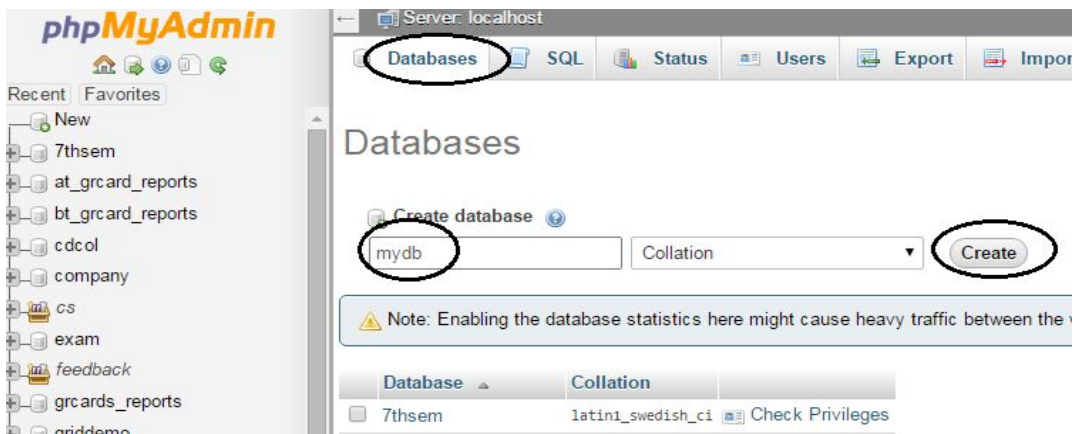 phpMyAdmin
Recent Favorites
New
7thsem
at_grcard_reports
bt_grcard_reports
cdcol
company
cs
exam
feedback
grcards_reports
griddemo
Server: localhost
Databases SQL Status Users Export Impor
Databases
Create database
mydb Collation Create
Note: Enabling the database statistics here might cause heavy traffic between the
Database Collation
7thsem latin1_swedish_ci Check Privileges